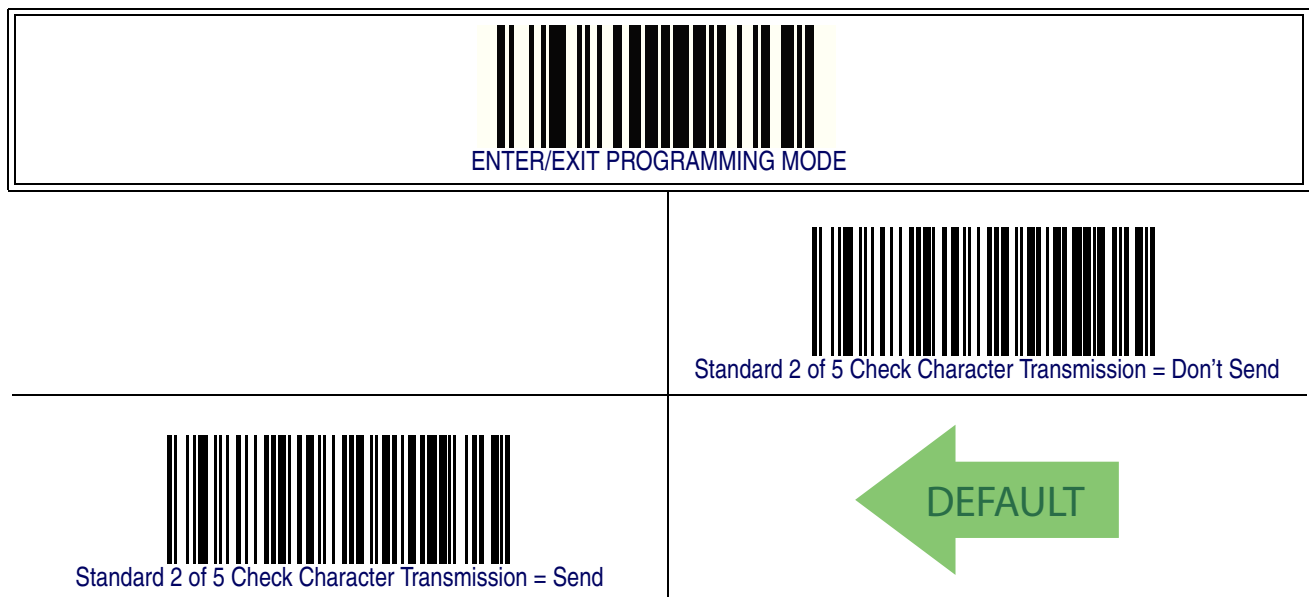 ENTER/EXIT PROGRAMMING MODE
Standard 2 of 5 Check Character Transmission = Don't Send
Standard 2 of 5 Check Character Transmission = Send
DEFAULT